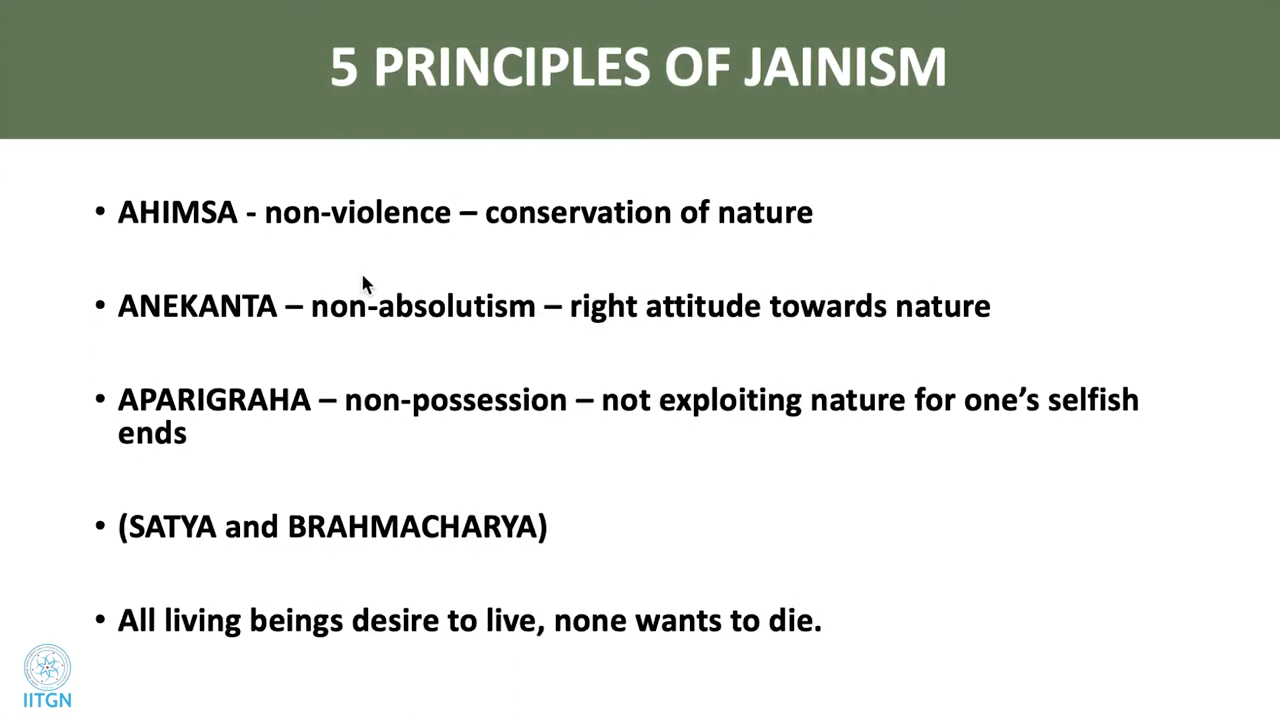 5 PRINCIPLES OF JAINISM
• AHIMSA - non-violence – conservation of nature
• ANEKANTA – non-absolutism – right attitude towards nature
• APARIGRAHA – non-possession – not exploiting nature for one’s selfish
ends
• (SATYA and BRAHMACHARYA)
• All living beings desire to live, none wants to die.
IITGN